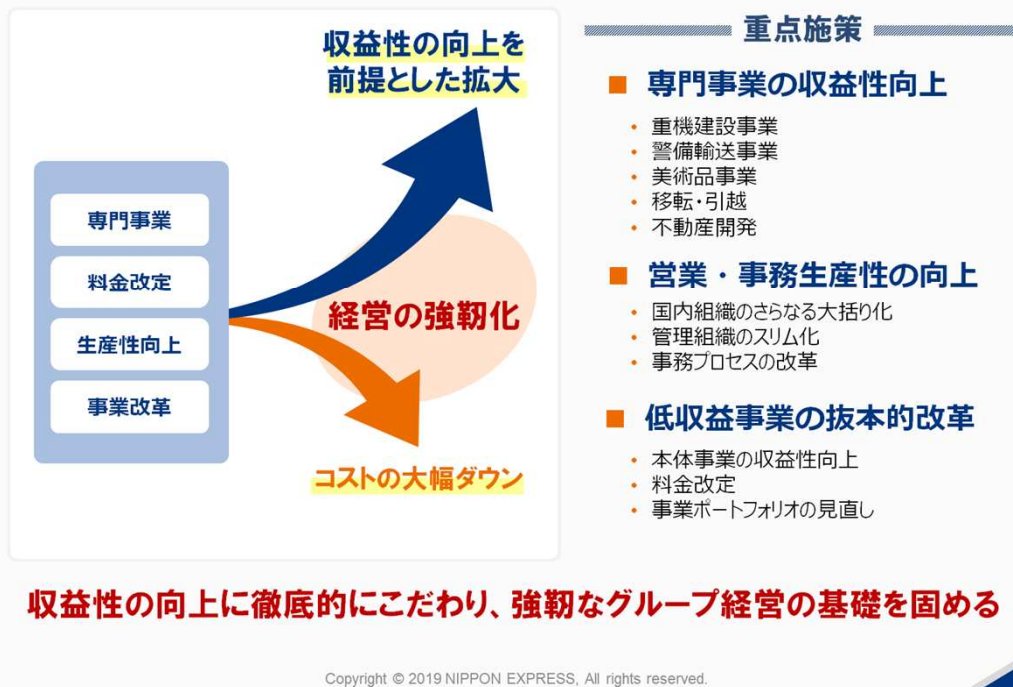 収益性の向上を
前提とした拡大
専門事業
料金改定
生産性向上
事業改革
経営の強靭化
コストの大幅ダウン
重点施策
■ 専門事業の収益性向上
• 重機建設事業
• 警備輸送事業
• 美術品事業
• 移転・引越
• 不動産開発
■ 営業・事務生産性の向上
• 国内組織のさらなる大括り化
• 管理組織のスリム化
• 事務プロセスの改革
■ 低収益事業の抜本的改革
• 本体事業の収益性向上
• 料金改定
• 事業ポートフォリオの見直し
収益性の向上に徹底的にこだわり、強靭なグループ経営の基礎を固める
Copyright © 2019 NIPPON EXPRESS, All rights reserved.